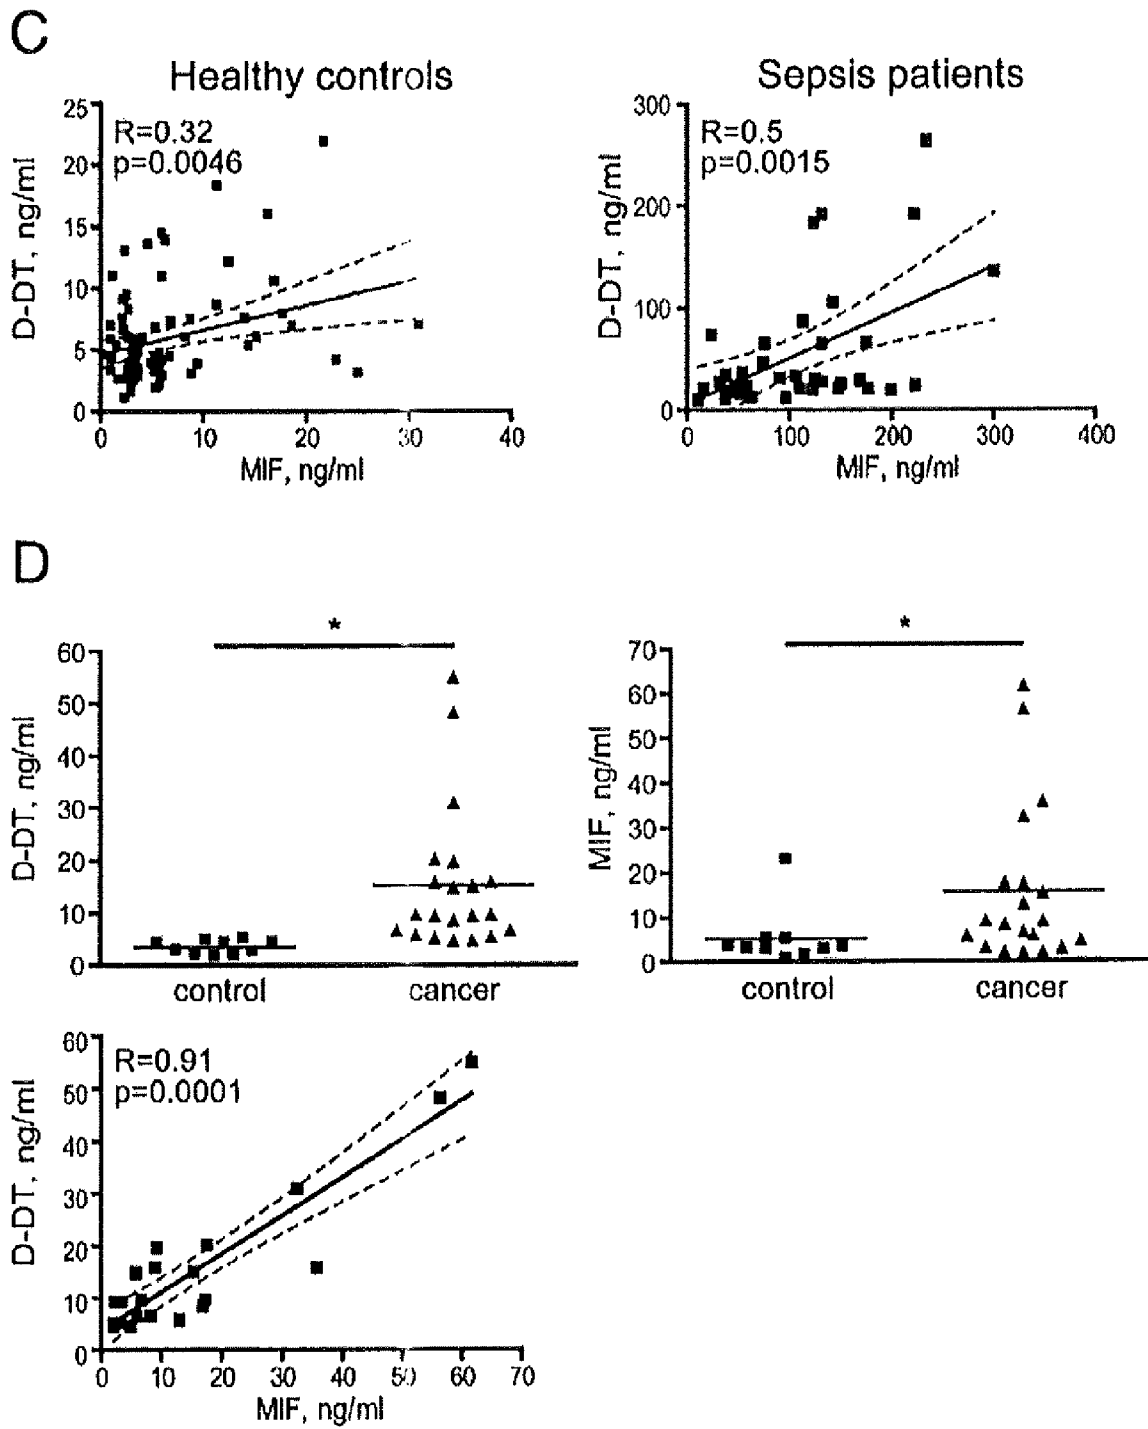 C
Healthy controls
Sepsis patients
R=0.32
p=0.0046
D-DT, ng/ml
25
20
15
10
5
0
0 10 20 30 40
MIF, ng/ml
R=0.5
p=0.0015
D-DT, ng/ml
300
200
100
0
0 100 200 300 400
MIF, ng/ml
D
*
D-DT, ng/ml
60
50
40
30
20
10
0
control cancer
*
MIF, ng/ml
70
60
50
40
30
20
10
0
control cancer
R=0.91
p=0.0001
D-DT, ng/ml
60
50
40
30
20
10
0
0 10 20 30 40 50 60 70
MIF, ng/ml